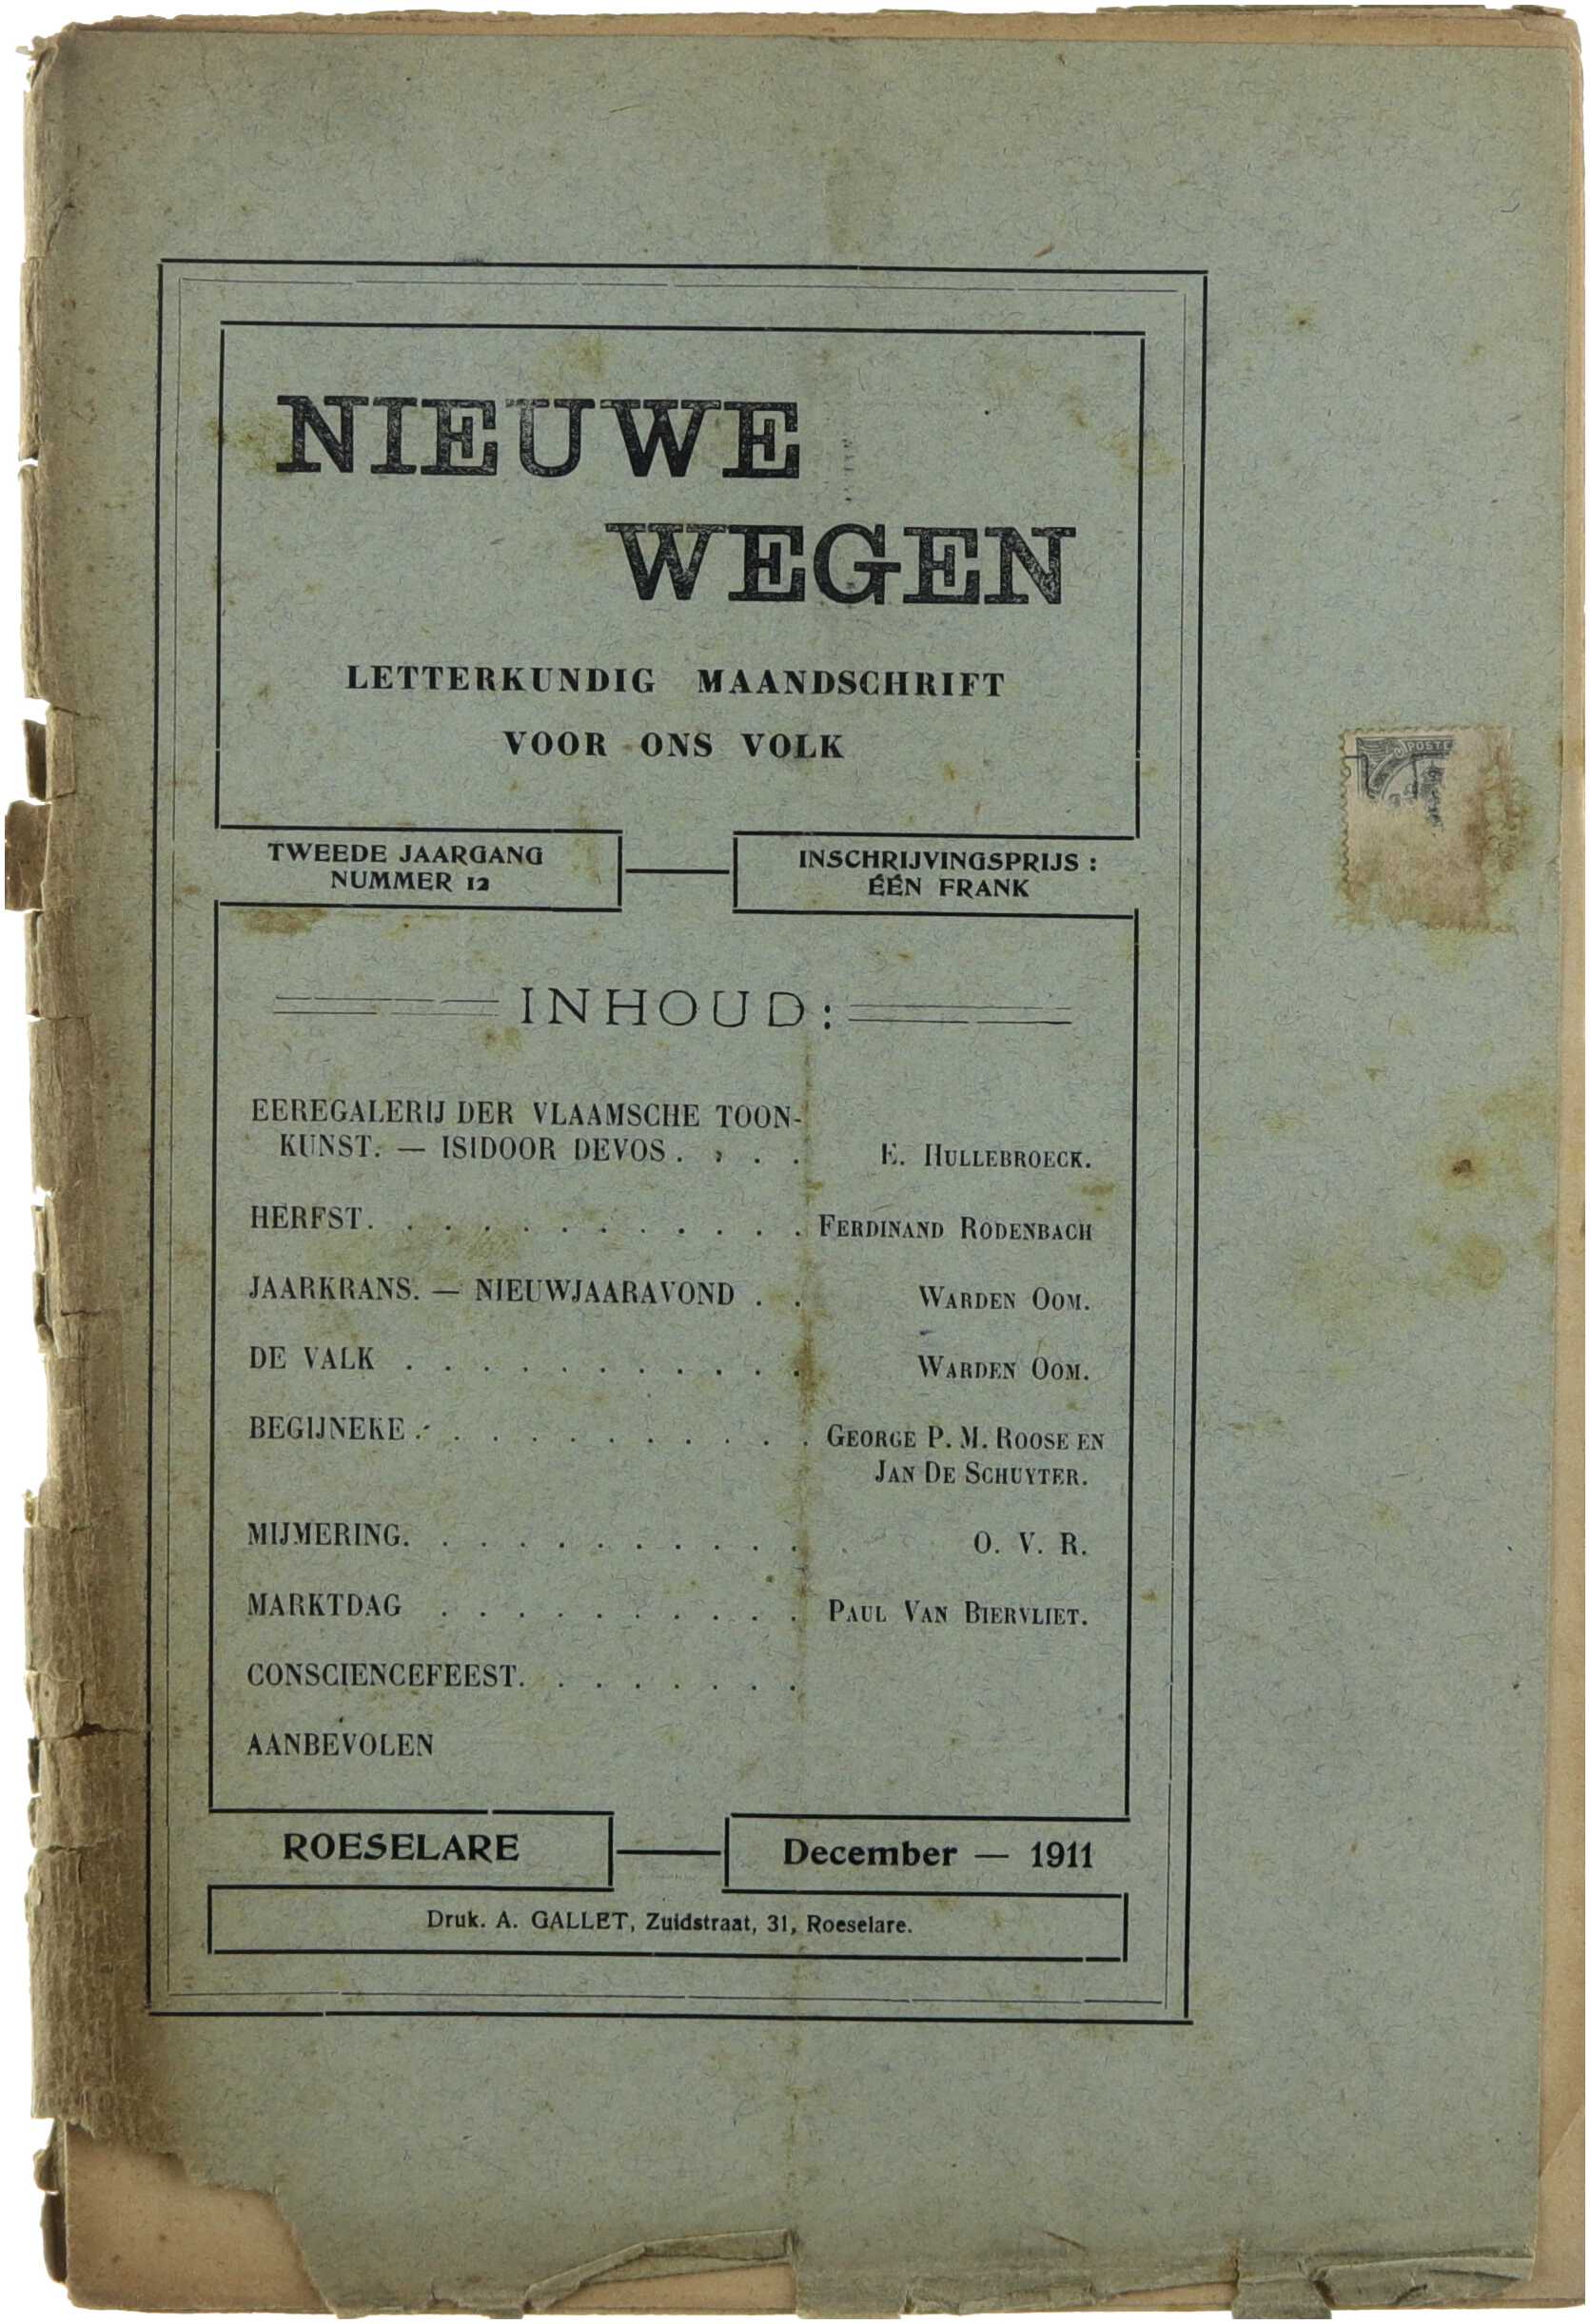 NIEUWE
WEGEN
LETTERKUNDIG MAANDSCHRIFT
VOOR ONS VOLK
TWEEDE JAARGANG
NUMMER 12
INSCHRIJVINGSPRIJS :
ÉÉN FRANK
INHOUD:
EEREGALERIJ DER VLAAMSCHE TOON-
KUNST. — ISIDOOR DEVOS . . . . E. HULLEBROECK.
HERFST. . . . . . . . . . . . FERDINAND RODENBACH
JAARKRANS. — NIEUWJAARAVOND . . WARDEN OOM.
DE VALK . . . . . . . . . . . WARDEN OOM.
BEGIJNEKE . . . . . . . . . . . GEORGE P. M. ROOSE EN
JAN DE SCHUYTER.
MIJMERING. . . . . . . . . . . . O. V. R.
MARKTDAG . . . . . . . . . . PAUL VAN BIERVLIET.
CONSCIENCEFEEST. . . . . . . .
AANBEVOLEN
ROESELARE
December — 1911
Druk. A. GALLET, Zuidstraat, 31, Roeselare.
POSTE